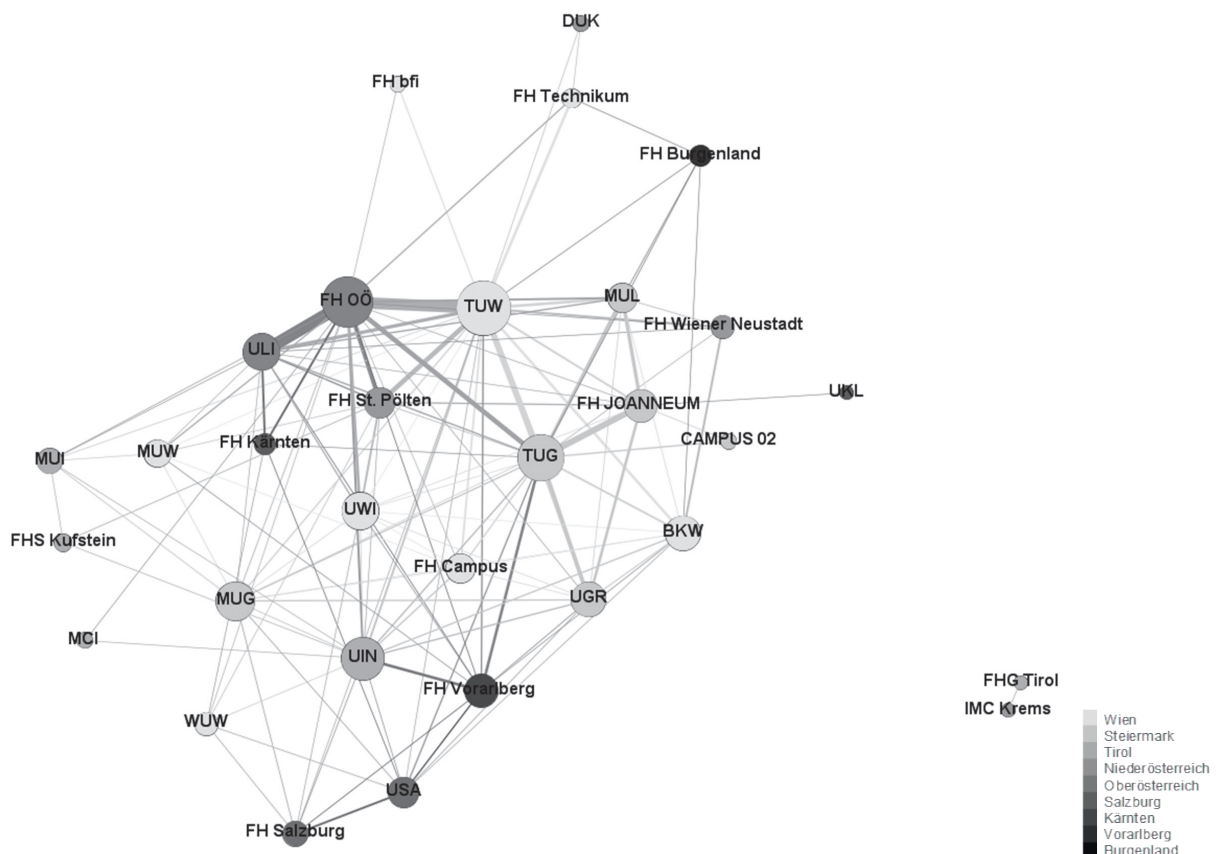 DUK
FH bfi
FH Technikum
FH Burgenland
FH OÖ
TUW
MUL
FH Wiener Neustadt
ULI
FH St. Pölten
FH JOANNEUM
UKL
FH Kärnten
CAMPUS 02
MUI
MUW
TUG
UWI
BKW
FHS Kufstein
FH Campus
MUG
UGR
MCI
UIN
FH Vorarlberg
FHG Tirol
IMC Krems
WUW
USA
FH Salzburg
Wien
Steiermark
Tirol
Niederösterreich
Oberösterreich
Salzburg
Kärnten
Vorarlberg
Burgenland